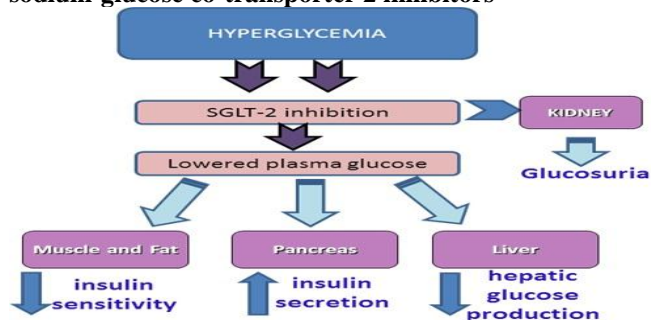 sodium glucose co-transporter 2 inhibitors
HYPERGLYCEMIA
SGLT-2 inhibition
KIDNEY
Lowered plasma glucose
Glucosuria
Muscle and Fat
Pancreas
Liver
insulin
sensitivity
insulin
secretion
hepatic
glucose
production